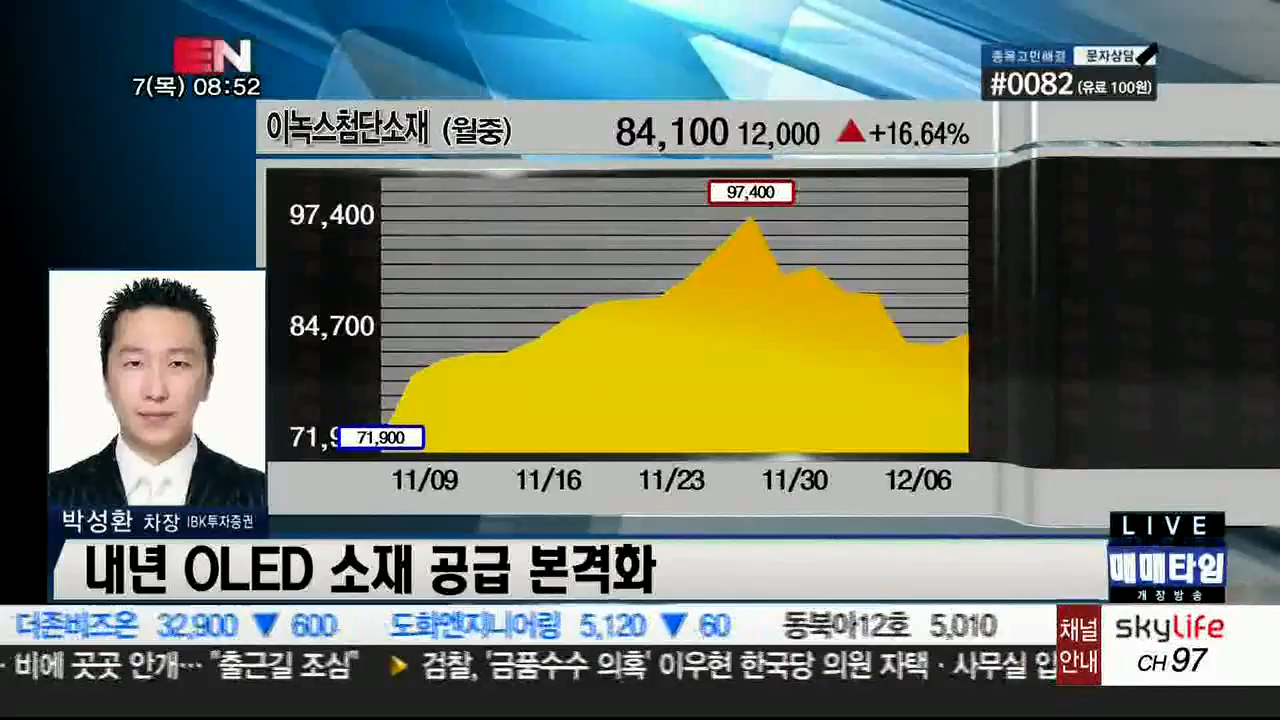 EN
7(목) 08:52
종목고민해결 문자상담
#0082 (유료 100원)
이녹스첨단소재 (월중) 84,100 12,000 ▲+16.64%
97,400
97,400
84,700
71,9
71,900
11/09 11/16 11/23 11/30 12/06
박성환 차장 IBK투자증권
LIVE
매매타임
개장방송
내년 OLED 소재 공급 본격화
더존비즈온 32,900 ▼ 600 도화엔지니어링 5,120 ▼ 60 동북아12호 5,010
채널안내
skylife
CH 97
· 비에 곳곳 안개… "출근길 조심" ▶ 검찰, '금품수수 의혹' 이우현 한국당 의원 자택·사무실 압